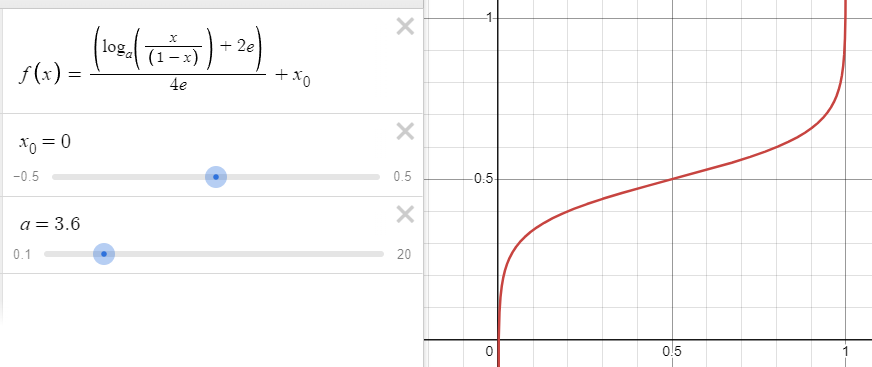 f(x) = (log_a(x/(1 − x)) + 2e)/4e + x_0
x_0 = 0
−0.5 0.5
a = 3.6
0.1 20
1
0.5
0 0.5 1